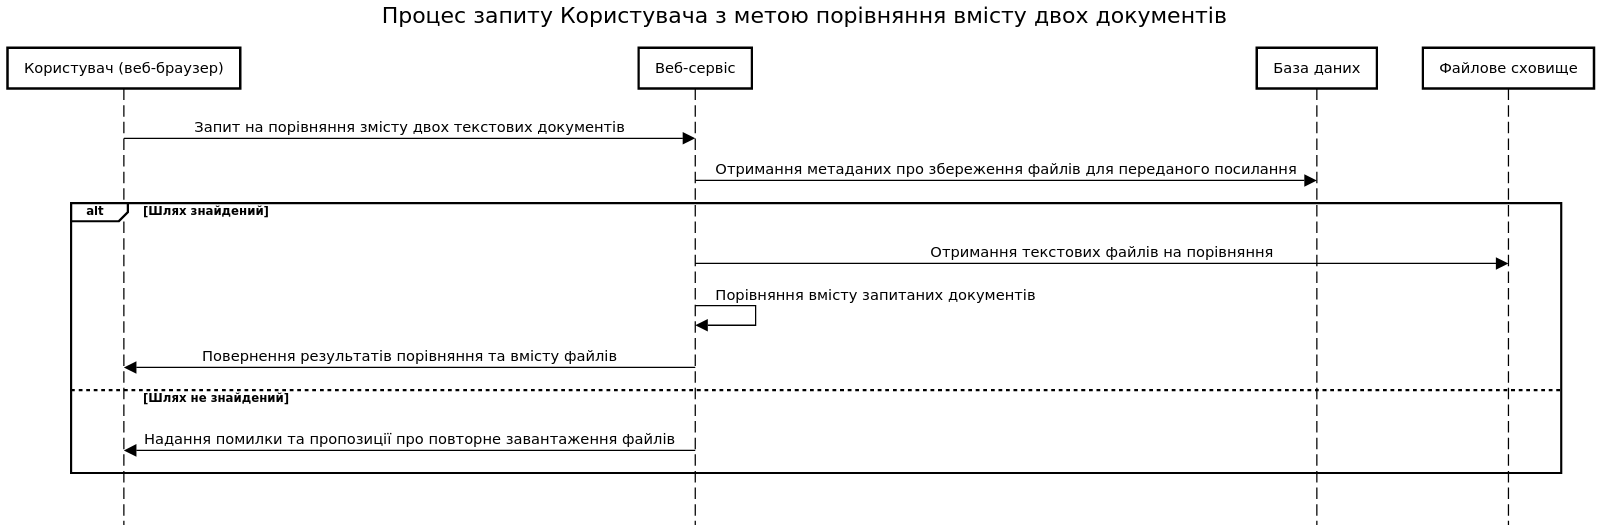 Процес запиту Користувача з метою порівняння вмісту двох документів
Користувач (веб-браузер)
Веб-сервіс
База даних
Файлове сховище
Запит на порівняння змісту двох текстових документів
Отримання метаданих про збереження файлів для переданого посилання
alt
[Шлях знайдений]
Отримання текстових файлів на порівняння
Порівняння вмісту запитаних документів
Повернення результатів порівняння та вмісту файлів
[Шлях не знайдений]
Надання помилки та пропозиції про повторне завантаження файлів